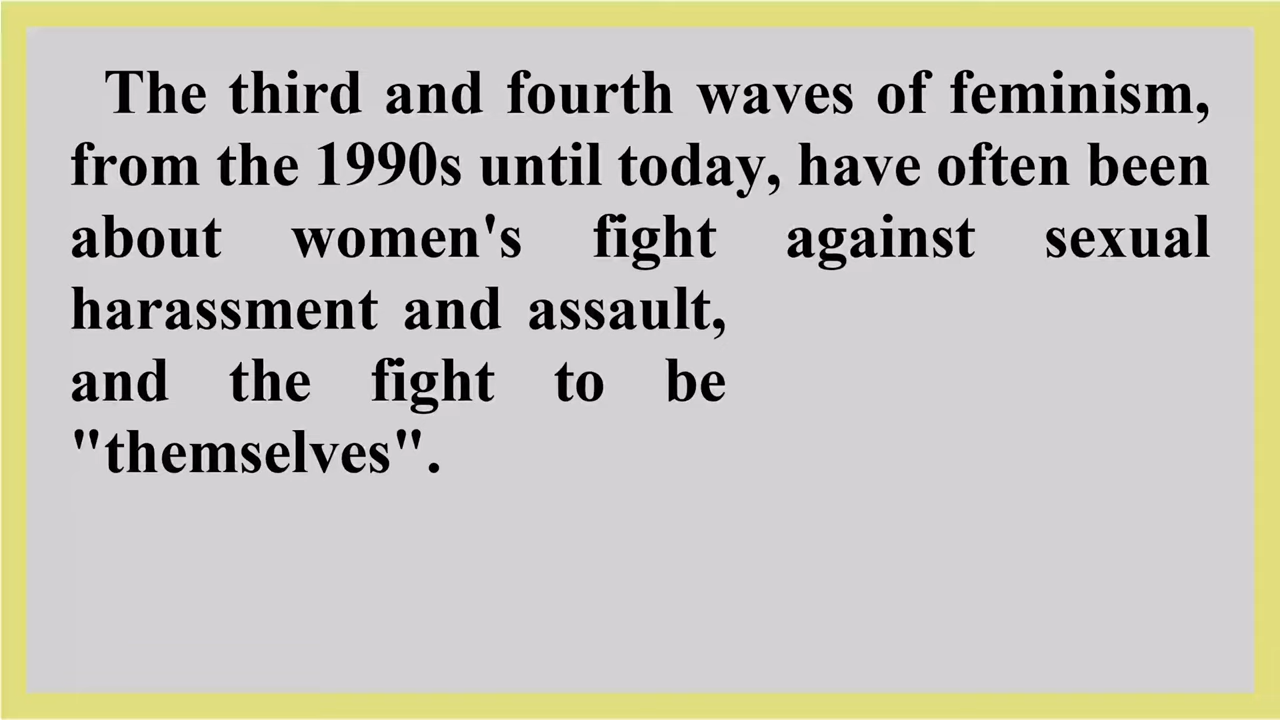 The third and fourth waves of feminism,
from the 1990s until today, have often been
about women's fight against sexual
harassment and assault,
and the fight to be
"themselves".